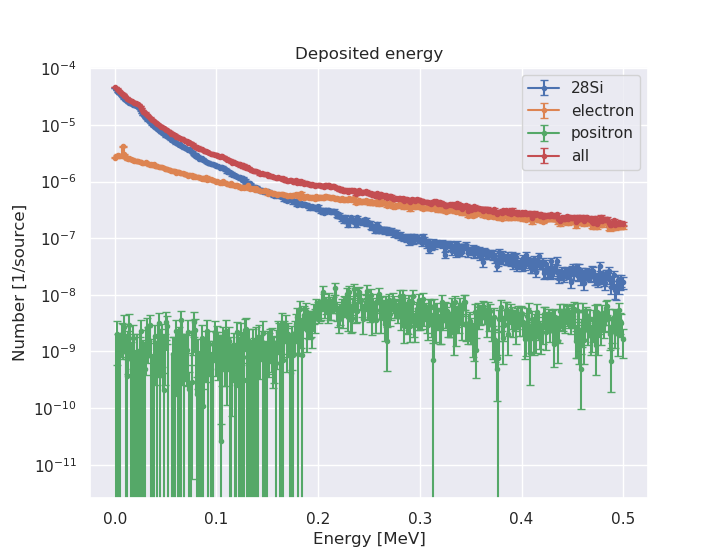 Deposited energy
28Si
electron
positron
all
Number [1/source]
10⁻⁴
10⁻⁵
10⁻⁶
10⁻⁷
10⁻⁸
10⁻⁹
10⁻¹⁰
10⁻¹¹
0.0 0.1 0.2 0.3 0.4 0.5
Energy [MeV]